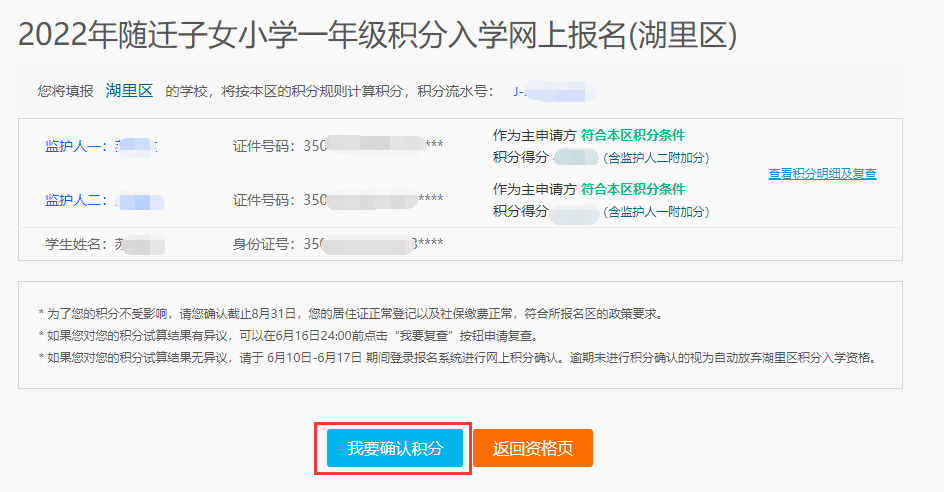 2022年随迁子女小学一年级积分入学网上报名(湖里区)
您将填报 湖里区 的学校，将按本区的积分规则计算积分，积分流水号： J-
监护人一： 证件号码：350 *** 作为主申请方 符合本区积分条件
积分得分 (含监护人二附加分)
查看积分明细及复查
监护人二： 证件号码：350 **** 作为主申请方 符合本区积分条件
积分得分 (含监护人一附加分)
学生姓名： 身份证号：350 3****
* 为了您的积分不受影响，请您确认截止8月31日，您的居住证正常登记以及社保缴费正常，符合所报名区的政策要求。
* 如果您对您的积分试算结果有异议，可以在6月16日24:00前点击“我要复查”按钮申请复查。
* 如果您对您的积分试算结果无异议，请于 6月10日-6月17日 期间登录报名系统进行网上积分确认。逾期未进行积分确认的视为自动放弃湖里区积分入学资格。
我要确认积分 返回资格页